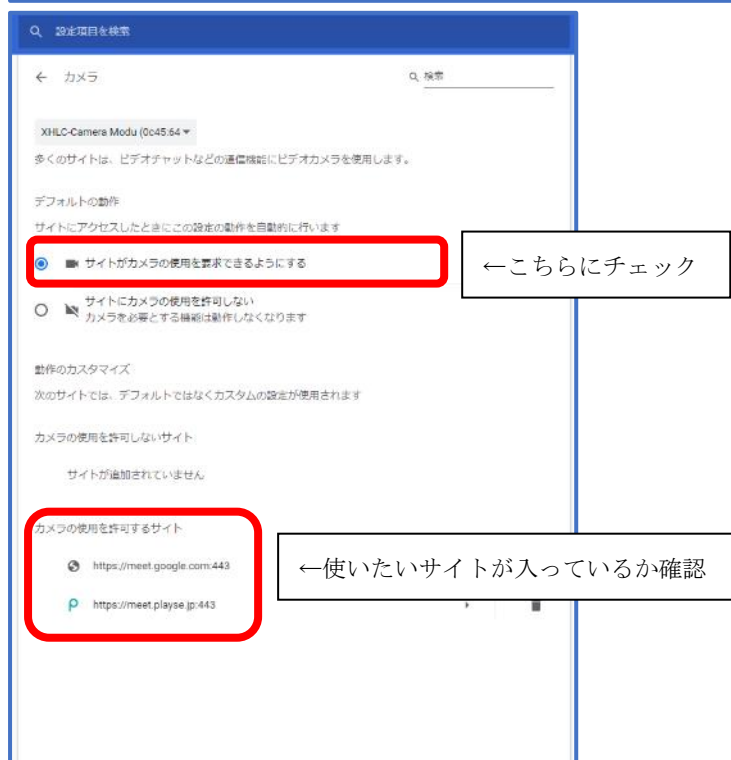 設定項目を検索
← カメラ
検索
XHLC-Camera Modu (0c45:64
多くのサイトは、ビデオチャットなどの通信機能にビデオカメラを使用します。
デフォルトの動作
サイトにアクセスしたときにこの設定の動作を自動的に行います
サイトがカメラの使用を要求できるようにする
←こちらにチェック
サイトにカメラの使用を許可しない
カメラを必要とする機能は動作しなくなります
動作のカスタマイズ
次のサイトでは、デフォルトではなくカスタムの設定が使用されます
カメラの使用を許可しないサイト
サイトが追加されていません
カメラの使用を許可するサイト
https://meet.google.com:443
←使いたいサイトが入っているか確認
https://meet.playse.jp:443